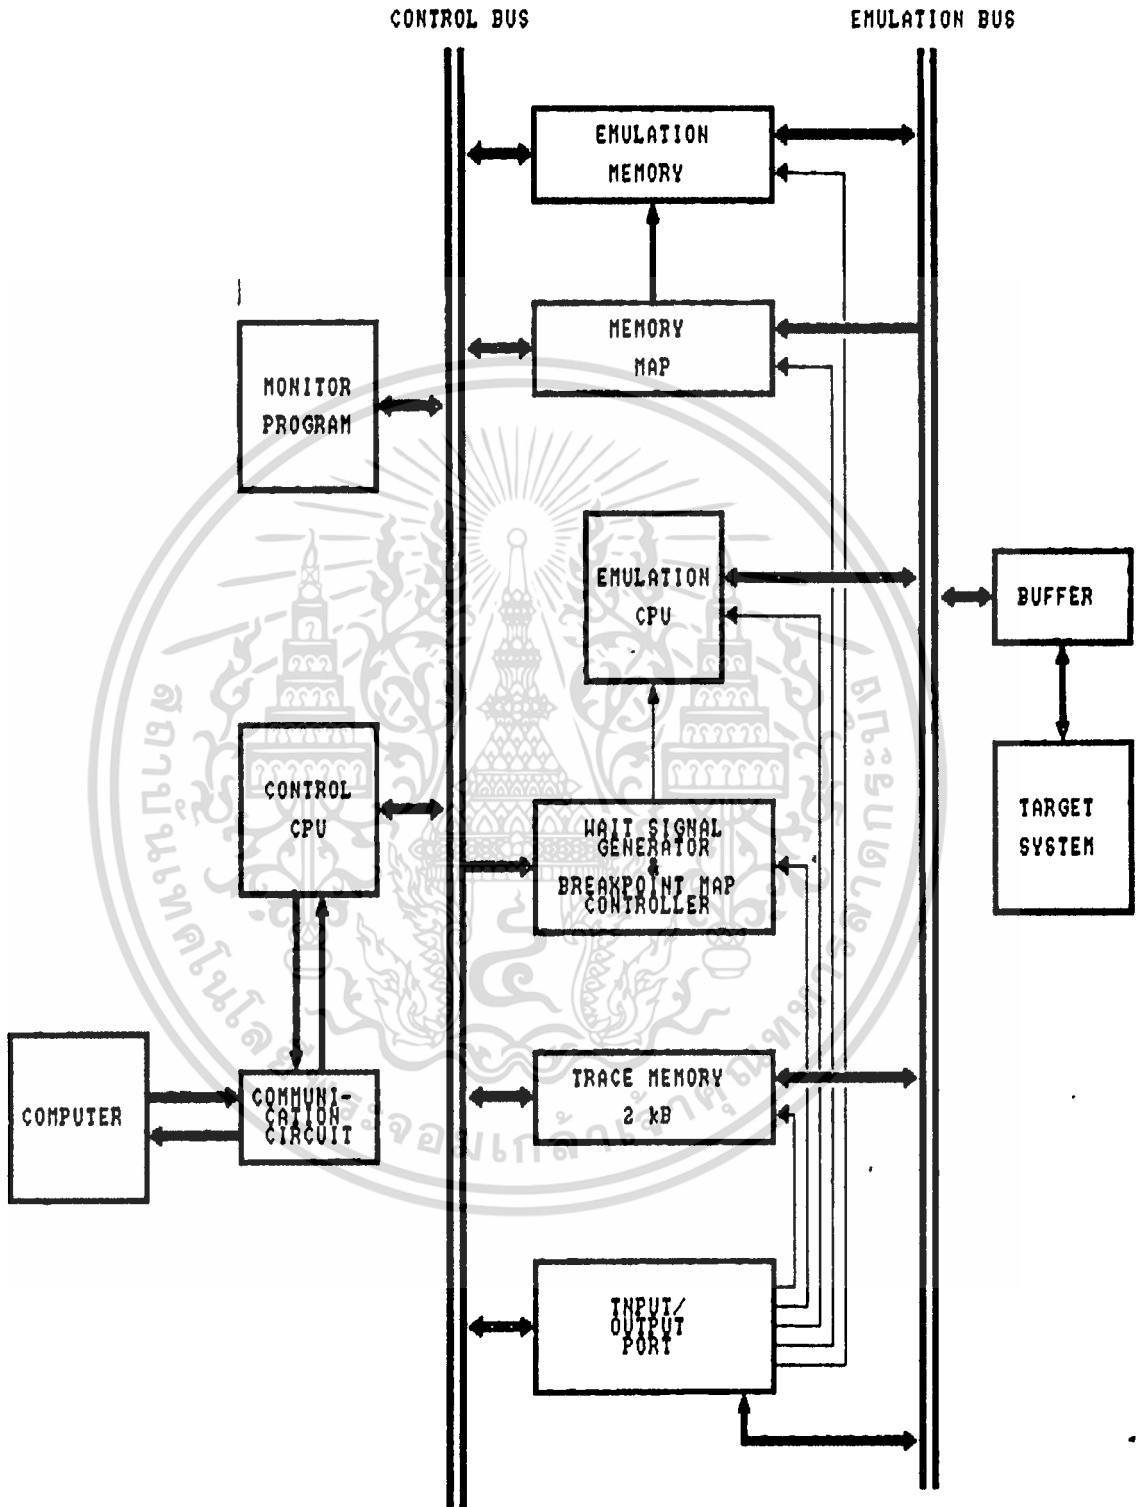 CONTROL BUS
EMULATION BUS
EMULATION
MEMORY
MEMORY
MAP
MONITOR
PROGRAM
EMULATION
CPU
BUFFER
CONTROL
CPU
WAIT SIGNAL
GENERATOR
&
BREAKPOINT MAP
CONTROLLER
TARGET
SYSTEM
TRACE MEMORY
2 kB
COMPUTER
COMMUNI-
CATION
CIRCUIT
INPUT/
OUTPUT
PORT